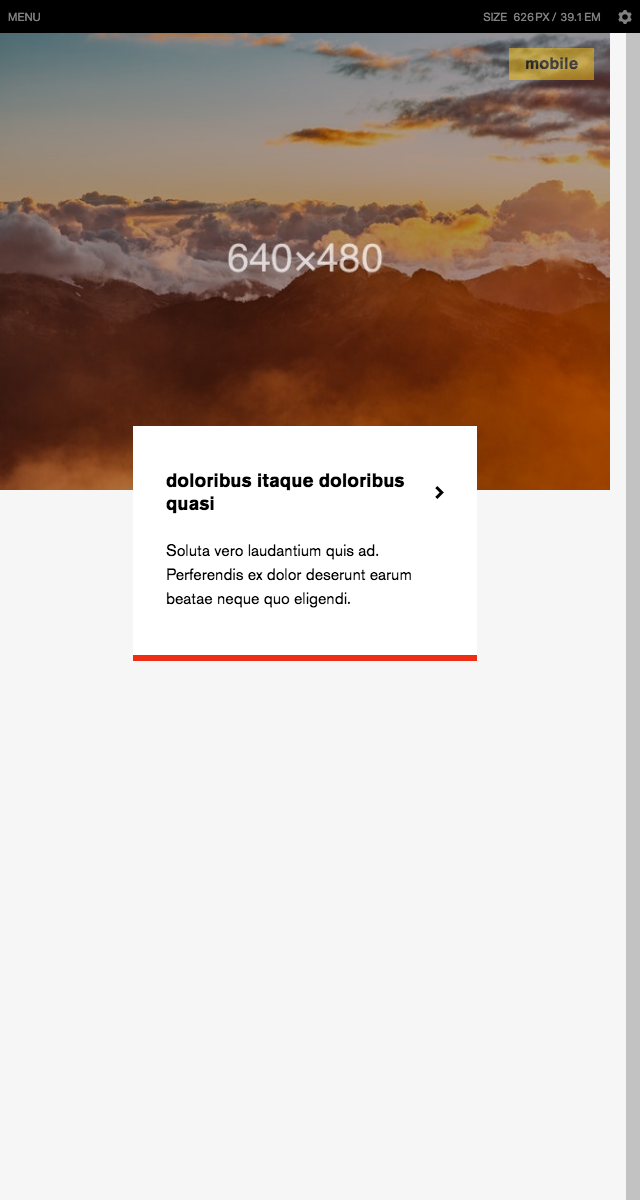 MENU
SIZE 626PX / 39.1EM
mobile
640×480
doloribus itaque doloribus
quasi
Soluta vero laudantium quis ad.
Perferendis ex dolor deserunt earum
beatae neque quo eligendi.